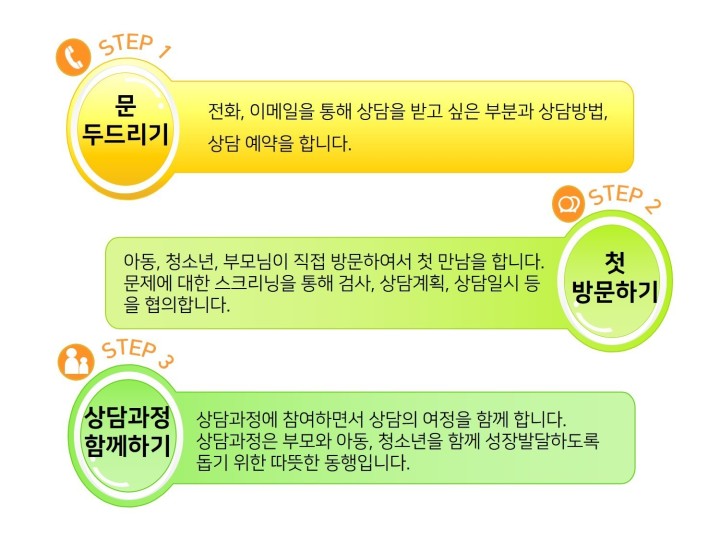 STEP 1
문
두드리기
전화, 이메일을 통해 상담을 받고 싶은 부분과 상담방법,
상담 예약을 합니다.
STEP 2
첫
방문하기
아동, 청소년, 부모님이 직접 방문하여서 첫 만남을 합니다.
문제에 대한 스크리닝을 통해 검사, 상담계획, 상담일시 등
을 협의합니다.
STEP 3
상담과정
함께하기
상담과정에 참여하면서 상담의 여정을 함께 합니다.
상담과정은 부모와 아동, 청소년을 함께 성장발달하도록
돕기 위한 따뜻한 동행입니다.